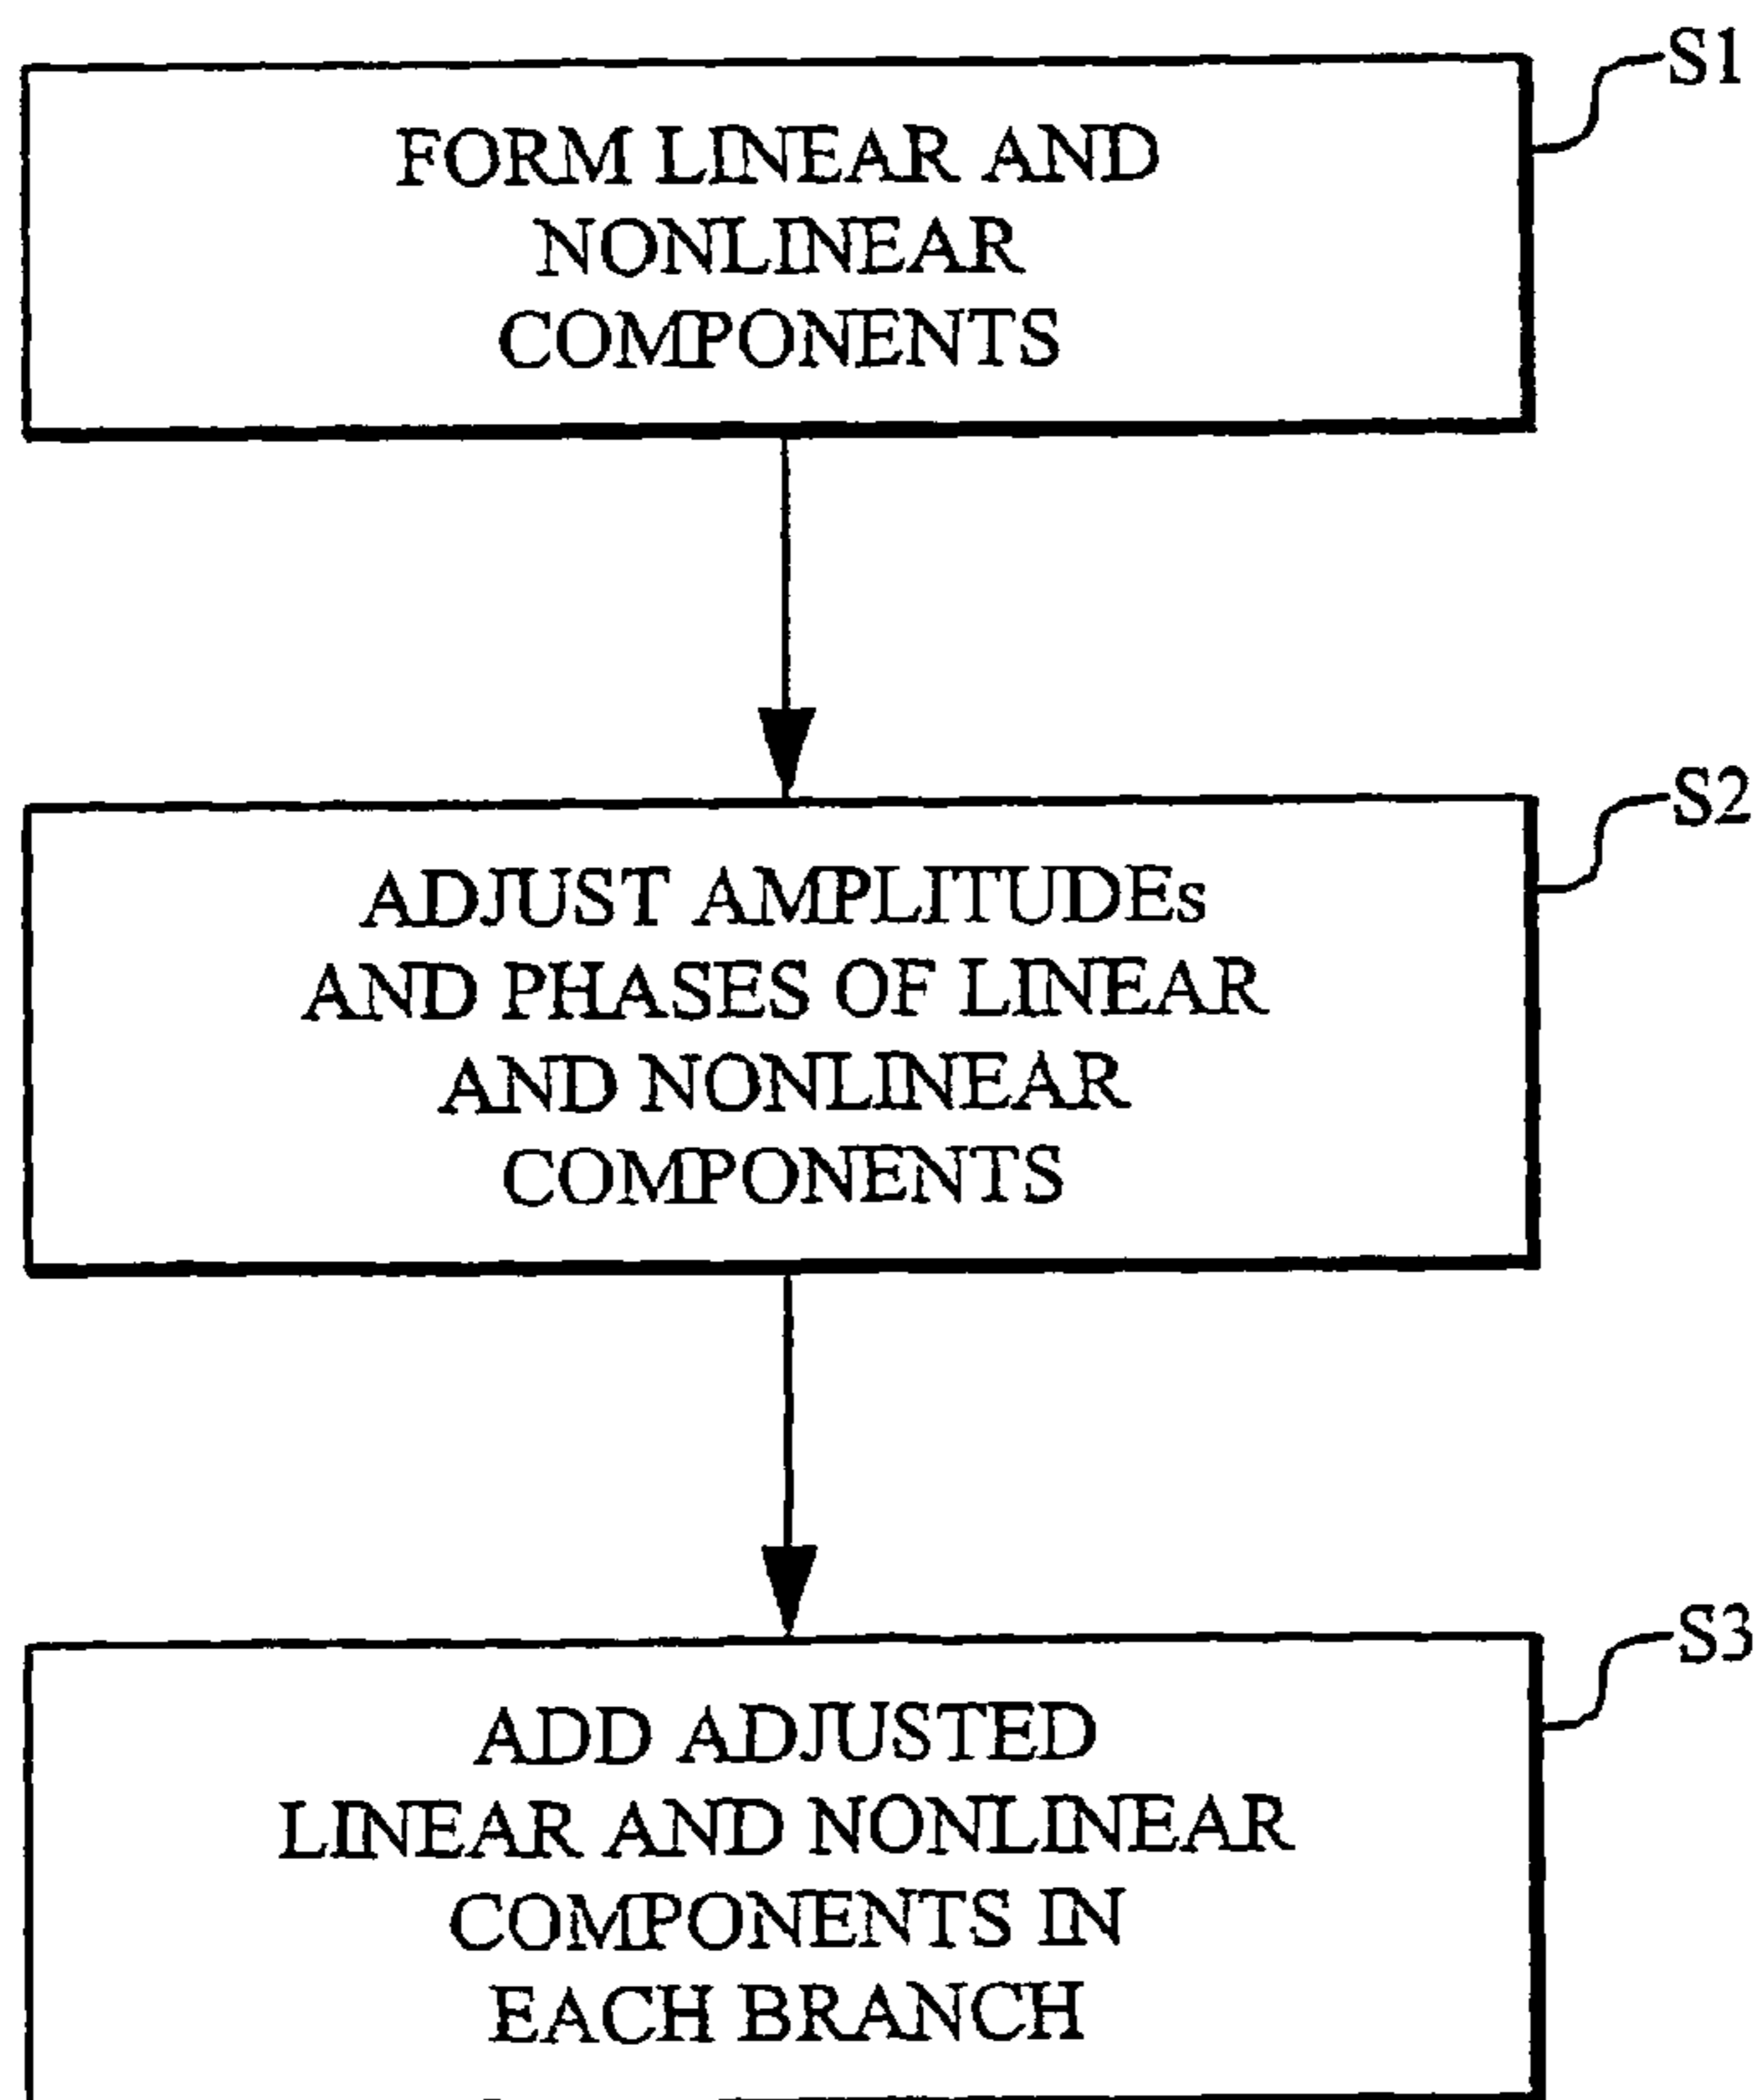 S1
FORM LINEAR AND
NONLINEAR
COMPONENTS
S2
ADJUST AMPLITUDEs
AND PHASES OF LINEAR
AND NONLINEAR
COMPONENTS
S3
ADD ADJUSTED
LINEAR AND NONLINEAR
COMPONENTS IN
EACH BRANCH